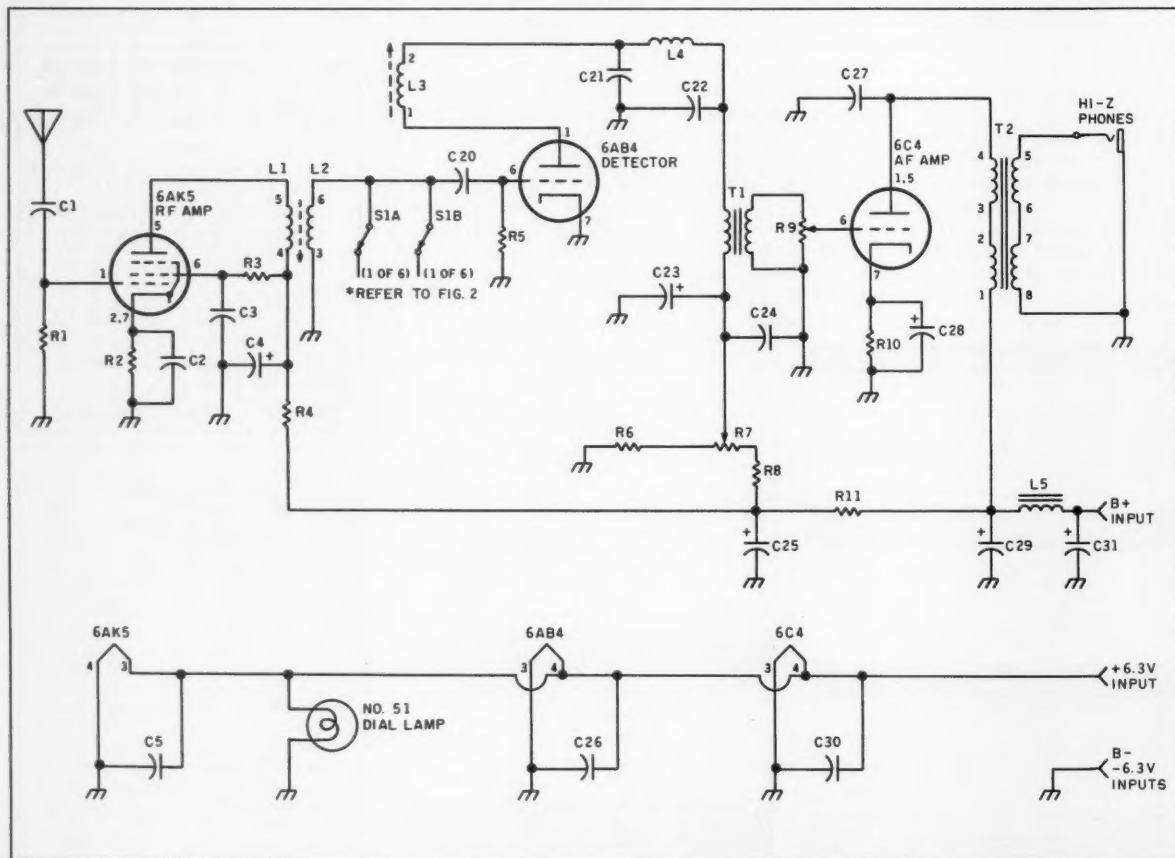 2
L3
1
C21
L4
C22
C27
HI-Z
PHONES
T2
4
5
3
6
2
7
1
8
6C4
AF AMP
1,5
6
7
T1
R9
C1
6AK5
RF AMP
5
1
6
2,7
L1
L2
5
6
4
3
C20
6AB4
DETECTOR
1
6
7
S1A
S1B
(1 OF 6)
(1 OF 6)
*REFER TO FIG. 2
R5
R1
R2
C2
R3
C3
C4
+
R4
C23
+
C24
R10
+
C28
R6
R7
R8
R11
L5
B+
INPUT
+
C25
+
C29
+
C31
6AK5
4
3
C5
NO. 51
DIAL LAMP
6AB4
3
4
C26
6C4
3
4
C30
+6.3V
INPUT
B-
-6.3V
INPUTS